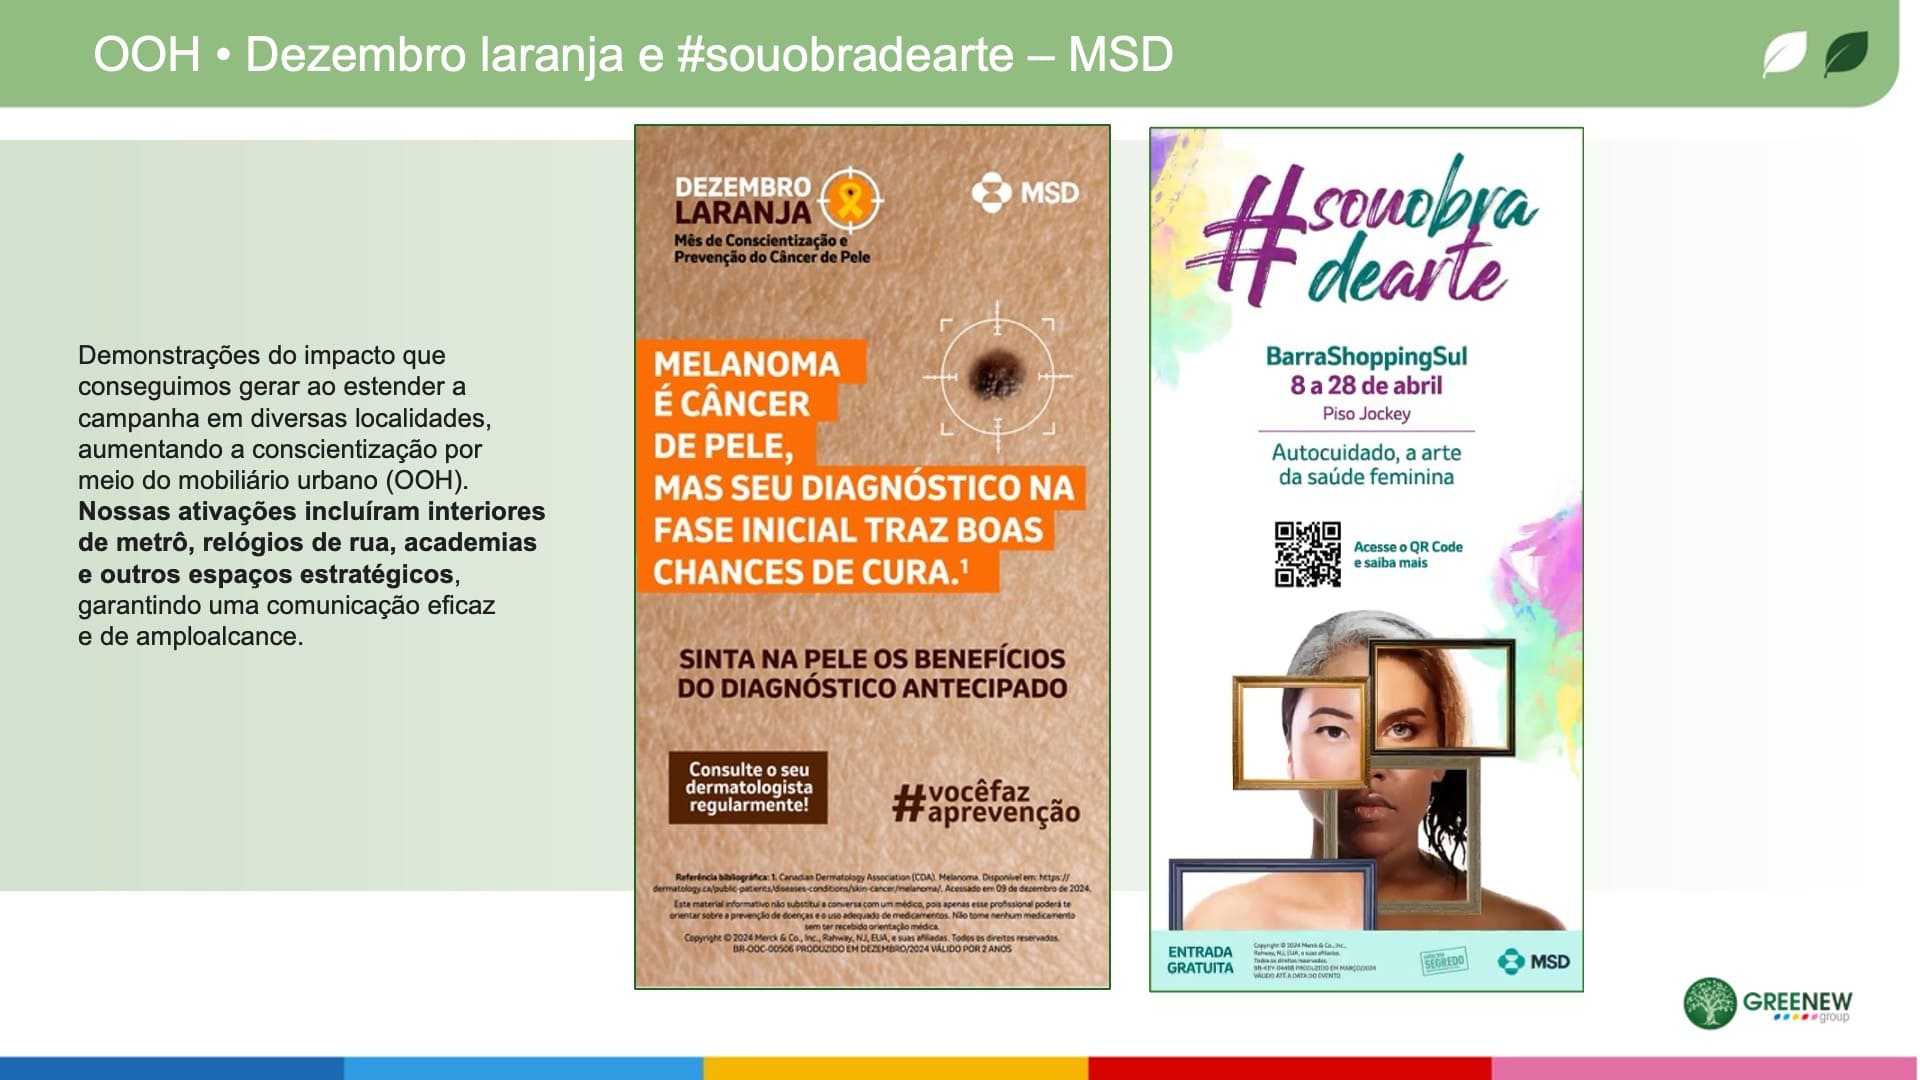 OOH • Dezembro laranja e #souobradearte – MSD
Demonstrações do impacto que
conseguimos gerar ao estender a
campanha em diversas localidades,
aumentando a conscientização por
meio do mobiliário urbano (OOH).
Nossas ativações incluíram interiores
de metrô, relógios de rua, academias
e outros espaços estratégicos,
garantindo uma comunicação eficaz
e de amploalcance.
DEZEMBRO
LARANJA
Mês de Conscientização e
Prevenção do Câncer de Pele
MSD
MELANOMA
É CÂNCER
DE PELE,
MAS SEU DIAGNÓSTICO NA
FASE INICIAL TRAZ BOAS
CHANCES DE CURA.¹
SINTA NA PELE OS BENEFÍCIOS
DO DIAGNÓSTICO ANTECIPADO
Consulte o seu
dermatologista
regularmente!
#vocêfaz
aprevenção
Referência bibliográfica: 1. Canadian Dermatology Association (CDA). Melanoma. Disponível em: https://
dermatology.ca/public-patients/diseases-conditions/skin-cancer/melanoma/. Acessado em 09 de dezembro de 2024.
Este material informativo não substitui a conversa com um médico, pois apenas esse profissional poderá te
orientar sobre a prevenção de doenças e o uso adequado de medicamentos. Não tome nenhum medicamento
sem ter recebido orientação médica.
Copyright © 2024 Merck & Co., Inc., Rahway, NJ, EUA, e suas afiliadas. Todos os direitos reservados.
BR-OOC-00506 PRODUZIDO EM DEZEMBRO/2024 VÁLIDO POR 2 ANOS
#souobra
dearte
BarraShoppingSul
8 a 28 de abril
Piso Jockey
Autocuidado, a arte
da saúde feminina
Acesse o QR Code
e saiba mais
ENTRADA
GRATUITA
Copyright © 2024 Merck & Co., Inc.,
Rahway, NJ, EUA, e suas afiliadas.
Todos os direitos reservados.
BR-KEY-04498 PRODUZIDO EM MARÇO/2024
VÁLIDO ATÉ A DATA DO EVENTO
SEGREDO
MSD
GREENEW
group